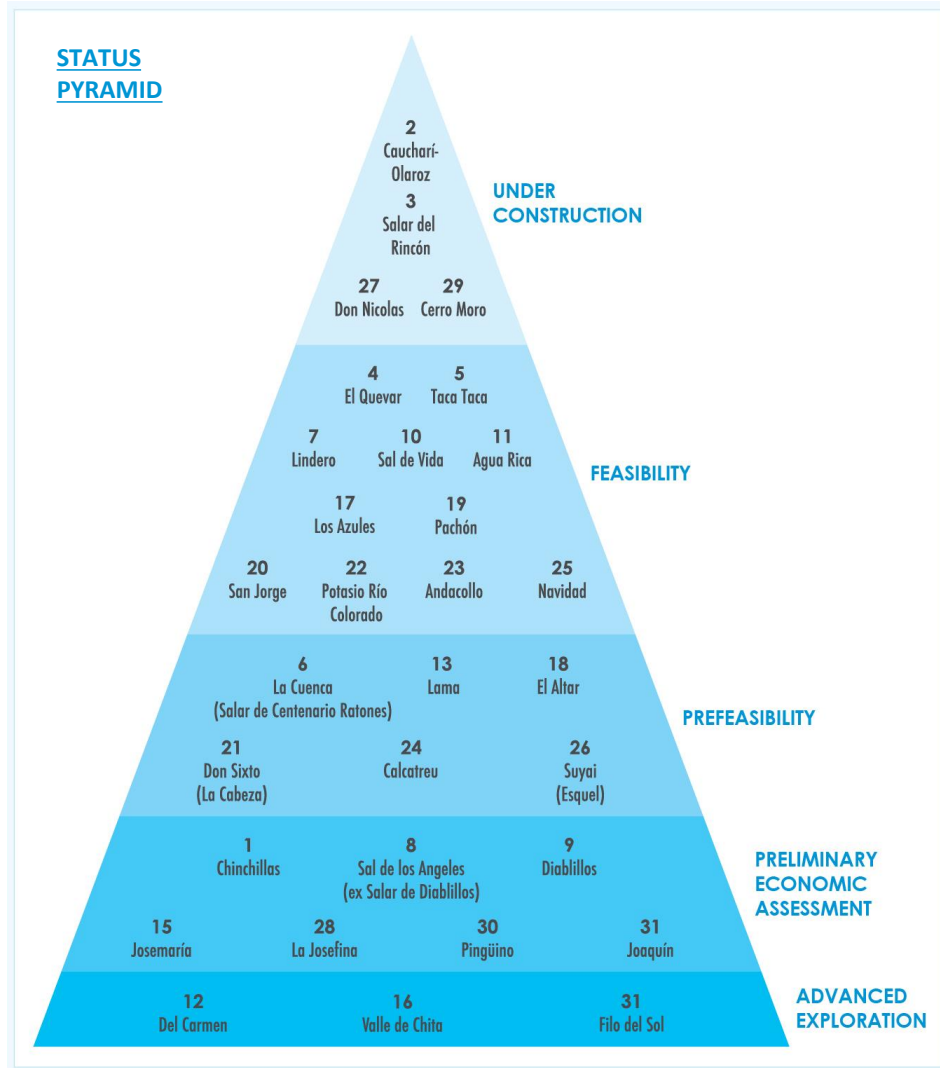 STATUS
PYRAMID
2
Caucharí-
Olaroz
3
Salar del
Rincón
27 29
Don Nicolas Cerro Moro
UNDER
CONSTRUCTION
4 5
El Quevar Taca Taca
7 10 11
Lindero Sal de Vida Agua Rica
17 19
Los Azules Pachón
20 22 23 25
San Jorge Potasio Río Andacollo Navidad
Colorado
FEASIBILITY
6 13 18
La Cuenca Lama El Altar
(Salar de Centenario Ratones)
21 24 26
Don Sixto Calcatreu Suyai
(La Cabeza) (Esquel)
PREFEASIBILITY
1 8 9
Chinchillas Sal de los Angeles Diablillos
(ex Salar de Diablillos)
15 28 30 31
Josemaría La Josefina Pingüino Joaquín
PRELIMINARY
ECONOMIC
ASSESSMENT
12 16 31
Del Carmen Valle de Chita Filo del Sol
ADVANCED
EXPLORATION